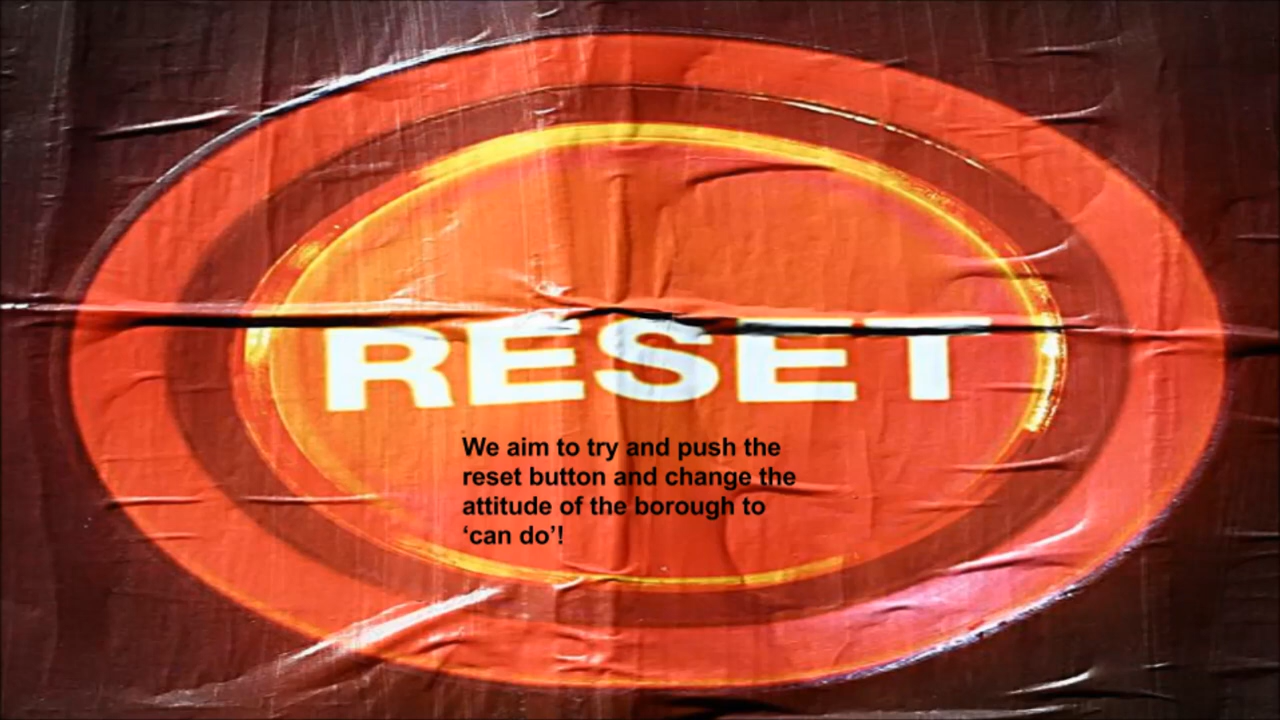 RESET
We aim to try and push the
reset button and change the
attitude of the borough to
‘can do’!